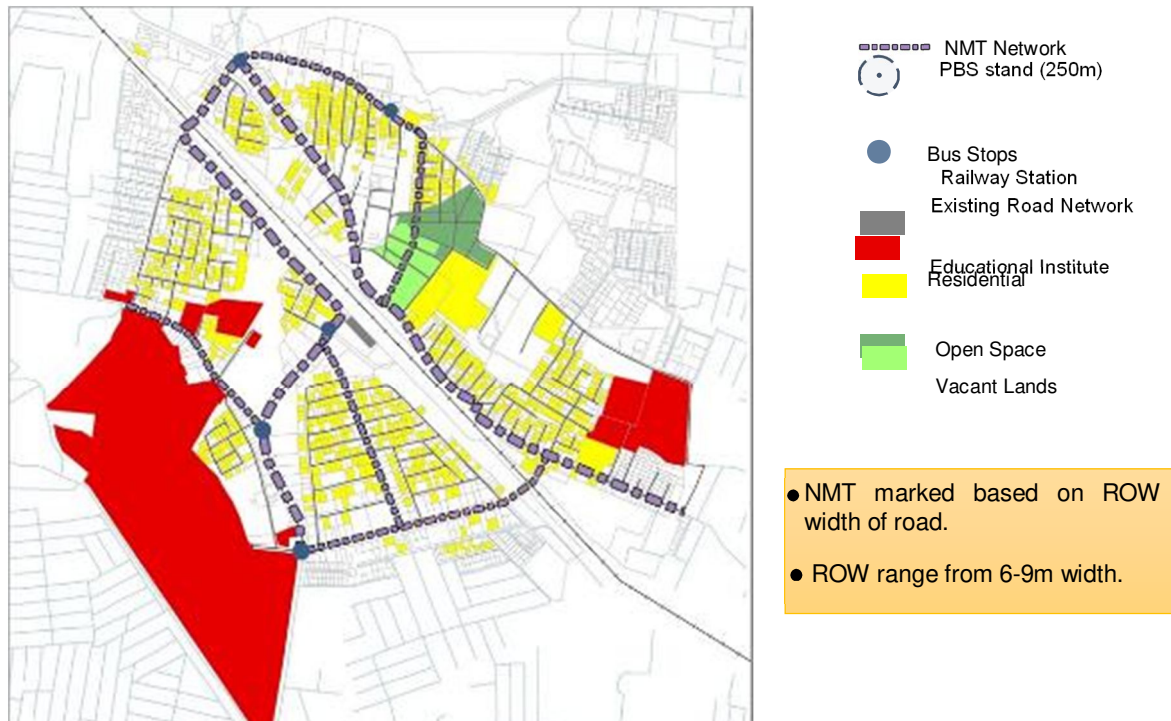 NMT Network
PBS stand (250m)
Bus Stops
Railway Station
Existing Road Network
Educational Institute
Residential
Open Space
Vacant Lands
● NMT marked based on ROW
width of road.
● ROW range from 6-9m width.